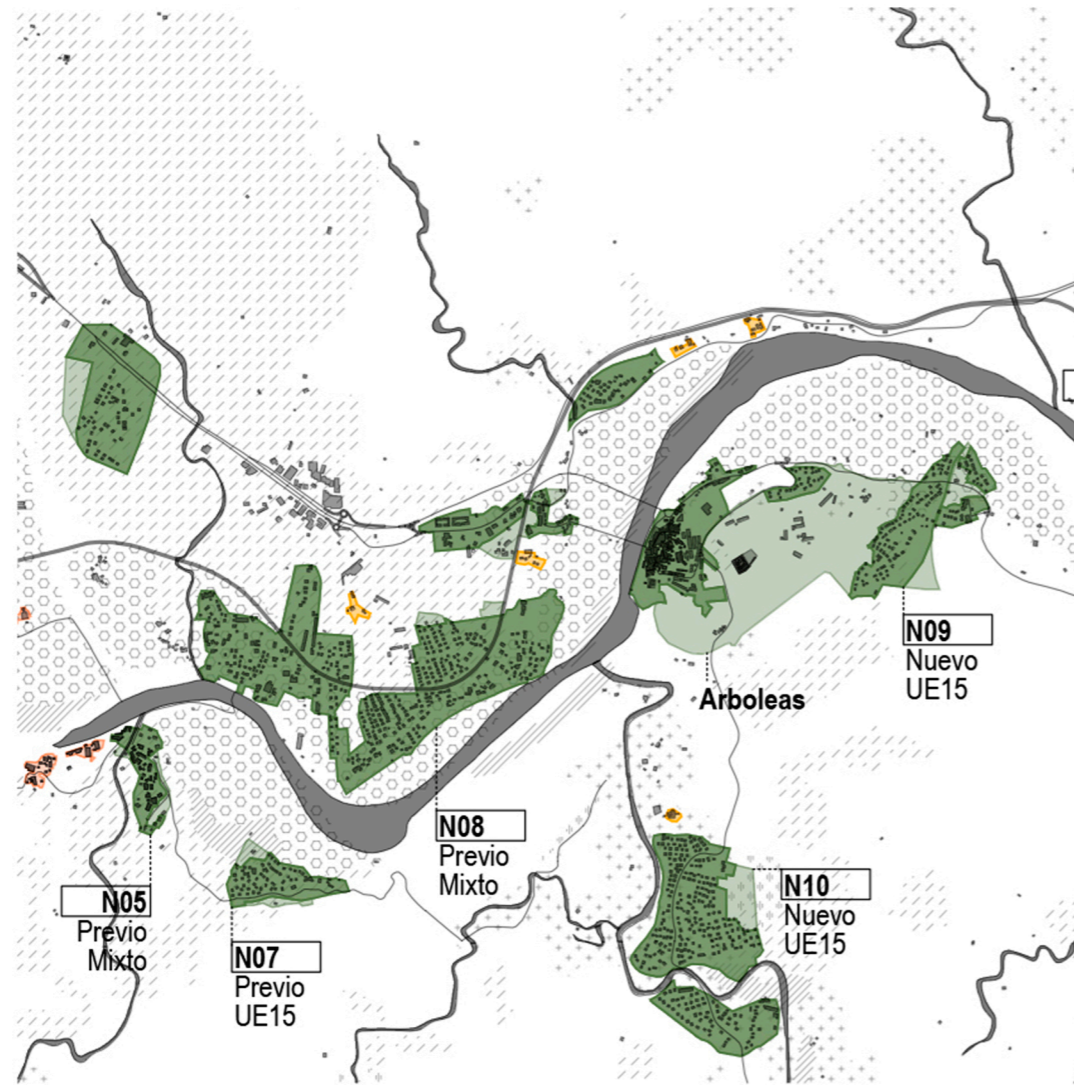 N09
Nuevo
UE15
Arboleas
N08
Previo
Mixto
N10
Nuevo
UE15
N05
Previo
Mixto
N07
Previo
UE15